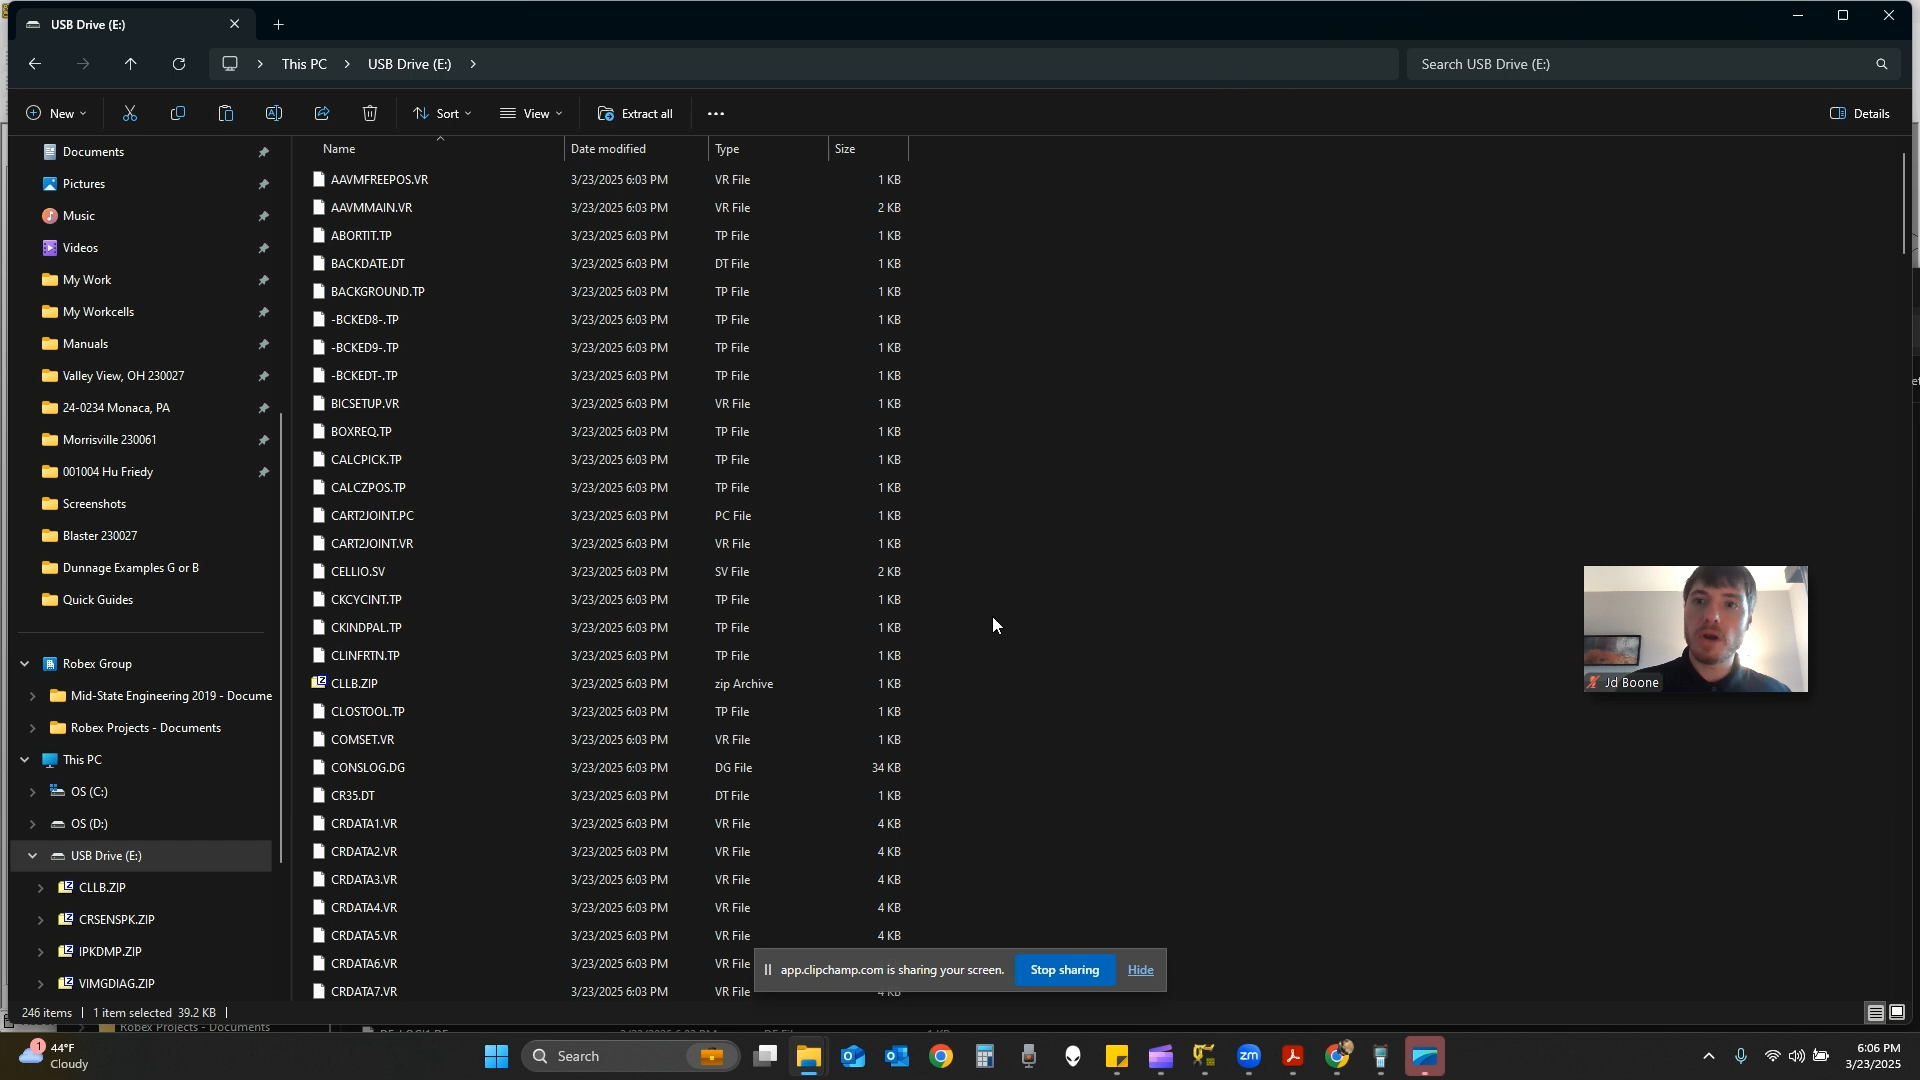 USB Drive (E:)
This PC
USB Drive (E:)
Search USB Drive (E:)
New
Sort
View
Extract all
Details
Name
Date modified
Type
Size
Documents
Pictures
Music
Videos
My Work
My Workcells
Manuals
Valley View, OH 230027
24-0234 Monaca, PA
Morrisville 230061
001004 Hu Friedy
Screenshots
Blaster 230027
Dunnage Examples G or B
Quick Guides
Robex Group
Mid-State Engineering 2019 - Docume
Robex Projects - Documents
This PC
OS (C:)
OS (D:)
USB Drive (E:)
CLLB.ZIP
CRSENSPK.ZIP
IPKDMP.ZIP
VIMGDIAG.ZIP
AAVMFREEPOS.VR 3/23/2025 6:03 PM VR File 1 KB
AAVMMAIN.VR 3/23/2025 6:03 PM VR File 2 KB
ABORTIT.TP 3/23/2025 6:03 PM TP File 1 KB
BACKDATE.DT 3/23/2025 6:03 PM DT File 1 KB
BACKGROUND.TP 3/23/2025 6:03 PM TP File 1 KB
-BCKED8-.TP 3/23/2025 6:03 PM TP File 1 KB
-BCKED9-.TP 3/23/2025 6:03 PM TP File 1 KB
-BCKEDT-.TP 3/23/2025 6:03 PM TP File 1 KB
BICSETUP.VR 3/23/2025 6:03 PM VR File 1 KB
BOXREQ.TP 3/23/2025 6:03 PM TP File 1 KB
CALCPICK.TP 3/23/2025 6:03 PM TP File 1 KB
CALCZPOS.TP 3/23/2025 6:03 PM TP File 1 KB
CART2JOINT.PC 3/23/2025 6:03 PM PC File 1 KB
CART2JOINT.VR 3/23/2025 6:03 PM VR File 1 KB
CELLIO.SV 3/23/2025 6:03 PM SV File 2 KB
CKCYCINT.TP 3/23/2025 6:03 PM TP File 1 KB
CKINDPAL.TP 3/23/2025 6:03 PM TP File 1 KB
CLINFRTN.TP 3/23/2025 6:03 PM TP File 1 KB
CLLB.ZIP 3/23/2025 6:03 PM zip Archive 1 KB
CLOSTOOL.TP 3/23/2025 6:03 PM TP File 1 KB
COMSET.VR 3/23/2025 6:03 PM VR File 1 KB
CONSLOG.DG 3/23/2025 6:03 PM DG File 34 KB
CR35.DT 3/23/2025 6:03 PM DT File 1 KB
CRDATA1.VR 3/23/2025 6:03 PM VR File 4 KB
CRDATA2.VR 3/23/2025 6:03 PM VR File 4 KB
CRDATA3.VR 3/23/2025 6:03 PM VR File 4 KB
CRDATA4.VR 3/23/2025 6:03 PM VR File 4 KB
CRDATA5.VR 3/23/2025 6:03 PM VR File 4 KB
CRDATA6.VR 3/23/2025 6:03 PM VR File
CRDATA7.VR 3/23/2025 6:03 PM VR File 4 KB
Jd Boone
app.clipchamp.com is sharing your screen.
Stop sharing
Hide
246 items
1 item selected 39.2 KB
Robex Projects - Documents
1
44°F
Cloudy
Search
zm
6:06 PM
3/23/2025